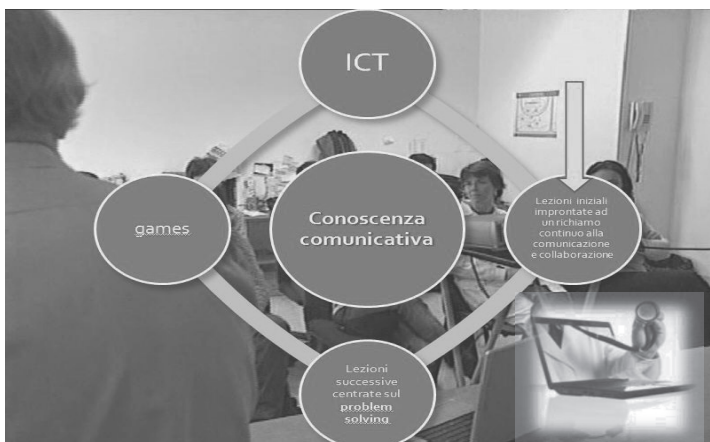 ICT
games
Conoscenza
comunicativa
Lezioni iniziali
improntate ad
un richiamo
continuo alla
comunicazione
e collaborazione
Lezioni
successive
centrate sul
problem
solving